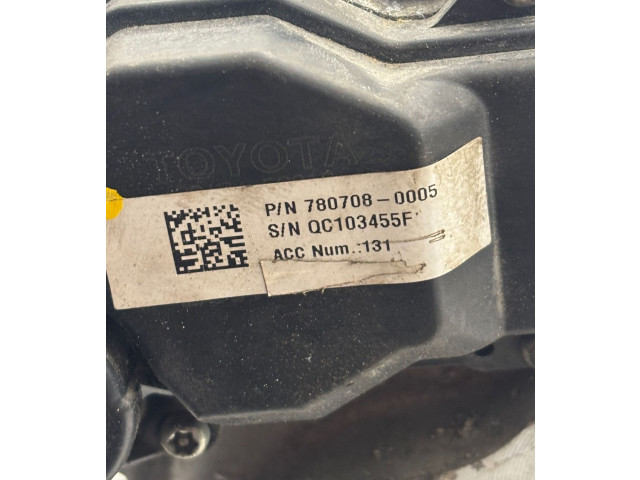 TOYOTA
P/N 780708-0005
S/N QC103455F
ACC Num.:131